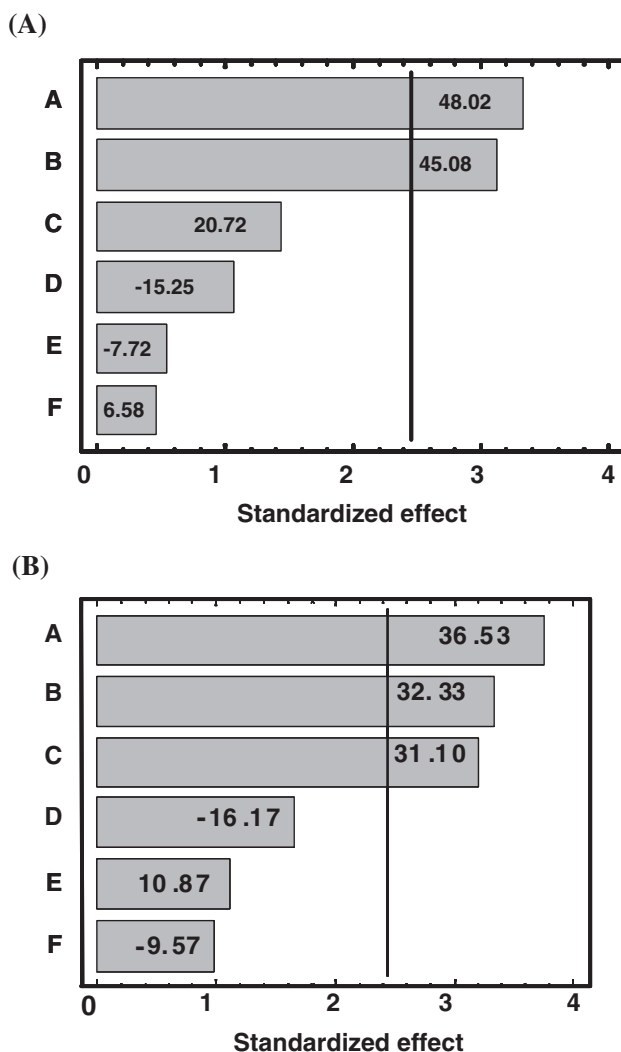 (A)
A 48.02
B 45.08
C 20.72
D -15.25
E -7.72
F 6.58
0 1 2 3 4
Standardized effect
(B)
A 36.53
B 32.33
C 31.10
D -16.17
E 10.87
F -9.57
0 1 2 3 4
Standardized effect